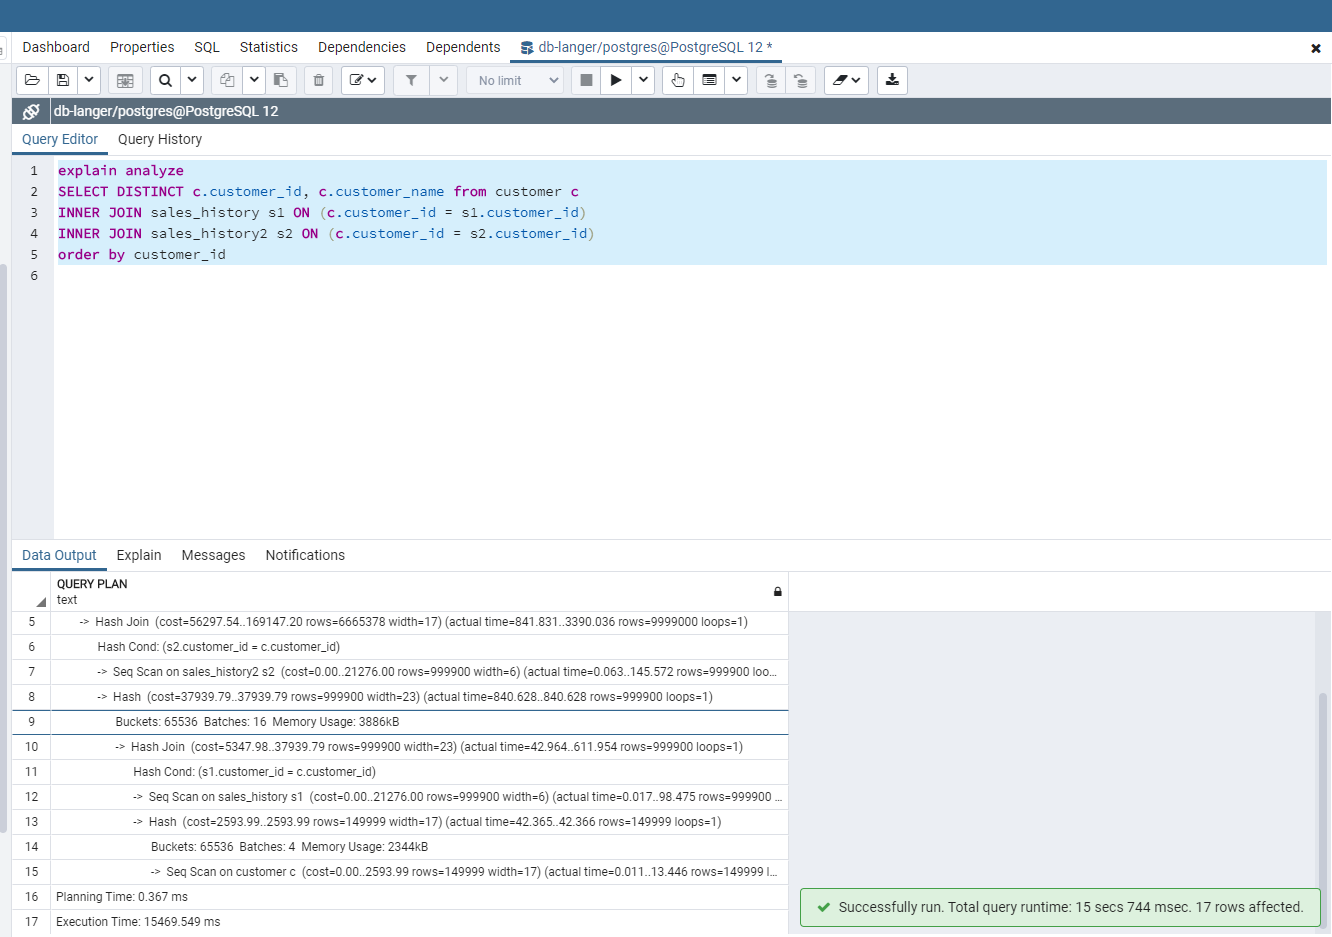 Dashboard Properties SQL Statistics Dependencies Dependents db-langer/postgres@PostgreSQL 12 *
No limit
db-langer/postgres@PostgreSQL 12
Query Editor Query History
1 explain analyze
2 SELECT DISTINCT c.customer_id, c.customer_name from customer c
3 INNER JOIN sales_history s1 ON (c.customer_id = s1.customer_id)
4 INNER JOIN sales_history2 s2 ON (c.customer_id = s2.customer_id)
5 order by customer_id
6
Data Output Explain Messages Notifications
QUERY PLAN
text
5 -> Hash Join (cost=56297.54..169147.20 rows=6665378 width=17) (actual time=841.831..3390.036 rows=9999000 loops=1)
6 Hash Cond: (s2.customer_id = c.customer_id)
7 -> Seq Scan on sales_history2 s2 (cost=0.00..21276.00 rows=999900 width=6) (actual time=0.063..145.572 rows=999900 loo...
8 -> Hash (cost=37939.79..37939.79 rows=999900 width=23) (actual time=840.628..840.628 rows=999900 loops=1)
9 Buckets: 65536 Batches: 16 Memory Usage: 3886kB
10 -> Hash Join (cost=5347.98..37939.79 rows=999900 width=23) (actual time=42.964..611.954 rows=999900 loops=1)
11 Hash Cond: (s1.customer_id = c.customer_id)
12 -> Seq Scan on sales_history s1 (cost=0.00..21276.00 rows=999900 width=6) (actual time=0.017..98.475 rows=999900 ...
13 -> Hash (cost=2593.99..2593.99 rows=149999 width=17) (actual time=42.365..42.366 rows=149999 loops=1)
14 Buckets: 65536 Batches: 4 Memory Usage: 2344kB
15 -> Seq Scan on customer c (cost=0.00..2593.99 rows=149999 width=17) (actual time=0.011..13.446 rows=149999 l...
16 Planning Time: 0.367 ms
17 Execution Time: 15469.549 ms
Successfully run. Total query runtime: 15 secs 744 msec. 17 rows affected.